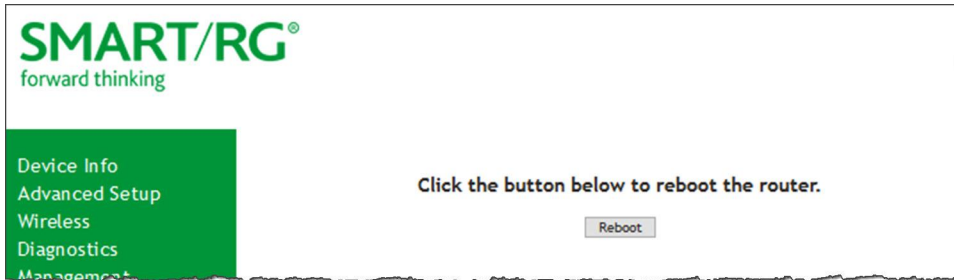 SMART/RG®
forward thinking
Device Info
Advanced Setup
Wireless
Diagnostics
Management
Click the button below to reboot the router.
Reboot